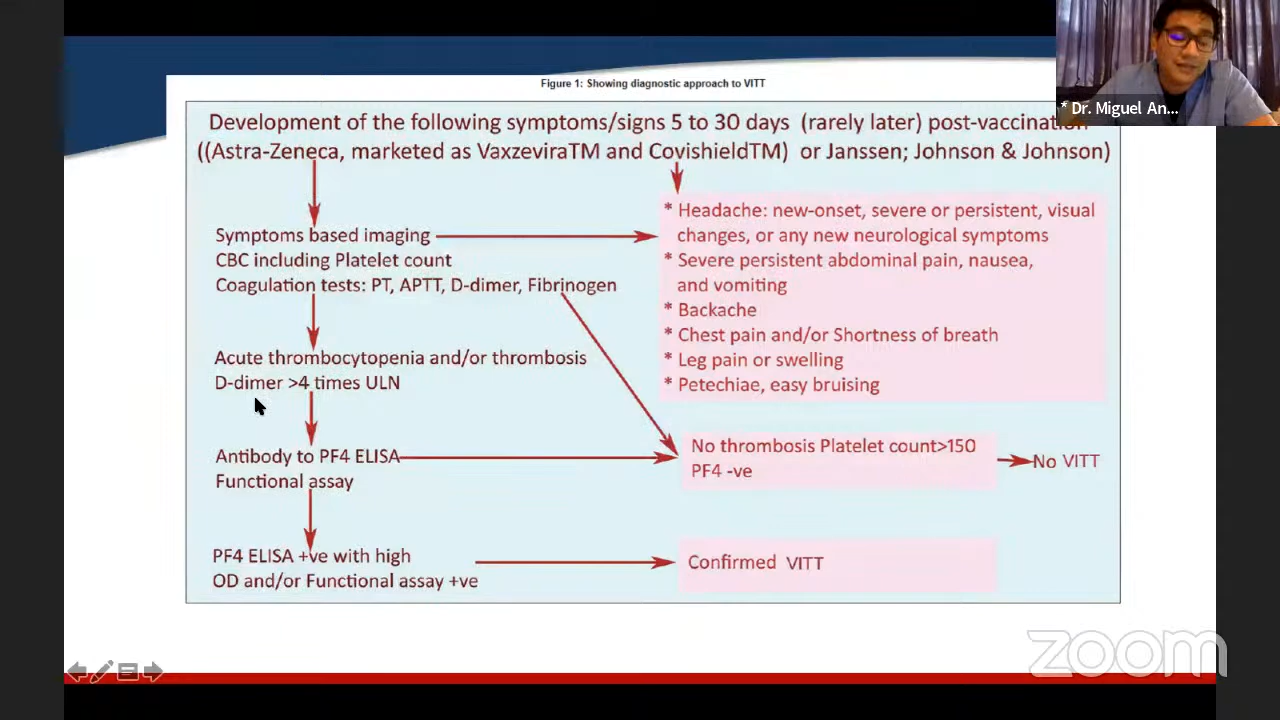 Figure 1: Showing diagnostic approach to VITT
* Dr. Miguel An...
Development of the following symptoms/signs 5 to 30 days (rarely later) post-vaccination
((Astra-Zeneca, marketed as VaxzeviraTM and CovishieldTM) or Janssen; Johnson & Johnson)
Symptoms based imaging
CBC including Platelet count
Coagulation tests: PT, APTT, D-dimer, Fibrinogen
* Headache: new-onset, severe or persistent, visual
changes, or any new neurological symptoms
* Severe persistent abdominal pain, nausea,
and vomiting
* Backache
* Chest pain and/or Shortness of breath
* Leg pain or swelling
* Petechiae, easy bruising
Acute thrombocytopenia and/or thrombosis
D-dimer >4 times ULN
Antibody to PF4 ELISA
Functional assay
No thrombosis Platelet count>150
PF4 -ve
No VITT
PF4 ELISA +ve with high
OD and/or Functional assay +ve
Confirmed VITT
zoom